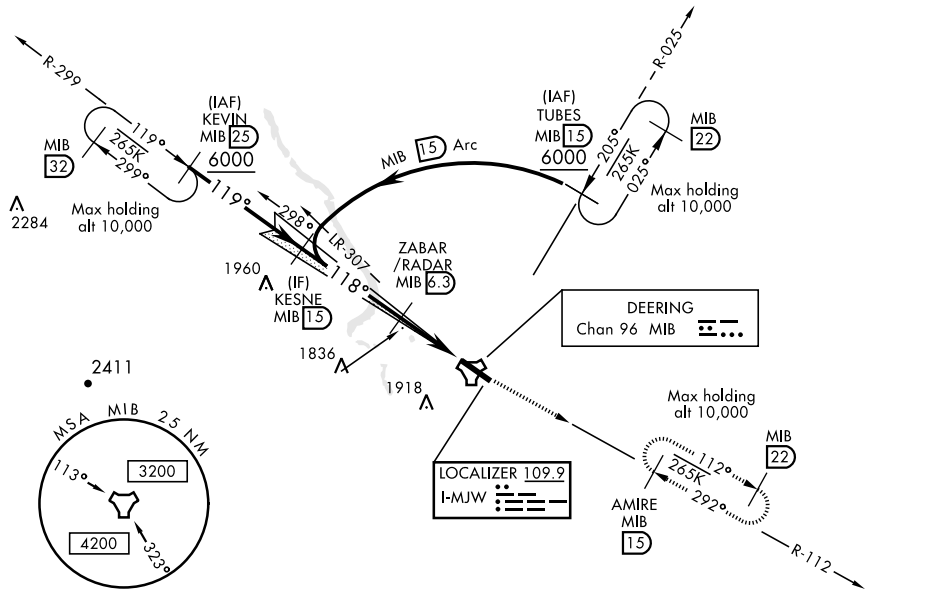 R-299
MIB
32
119°
265K
299°
Max holding
alt 10,000
2284
(IAF)
KEVIN
MIB 25
6000
119°
298°
LR-307
118°
1960
(IF)
KESNE
MIB 15
MIB 15 Arc
(IAF)
TUBES
MIB 15
6000
R-025
205°
265K
025°
MIB
22
Max holding
alt 10,000
ZABAR
/RADAR
MIB 6.3
1836
1918
2411
DEERING
Chan 96 MIB
LOCALIZER 109.9
I-MJW
Max holding
alt 10,000
MIB
22
112°
265K
292°
AMIRE
MIB
15
R-112
MSA MIB 25 NM
113°
3200
4200
323°